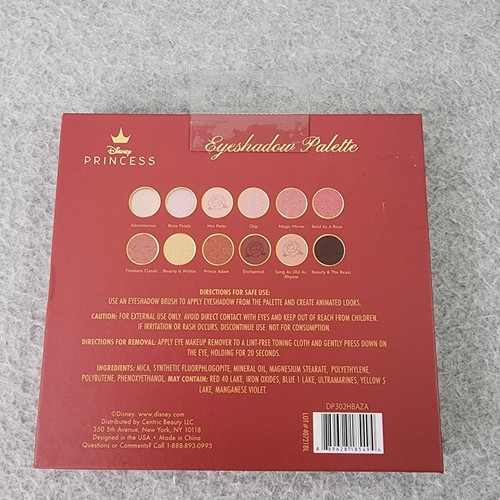 Disney
PRINCESS
Eyeshadow Palette
Adventurous Rose Petals Mrs Potts Chip Magic Mirror Bold As A Rose
Timeless Classic Beauty Is Within Prince Adam Enchanted Song As Old As Rhyme Beauty & The Beast
DIRECTIONS FOR SAFE USE:
USE AN EYESHADOW BRUSH TO APPLY EYESHADOW FROM THE PALETTE AND CREATE ANIMATED LOOKS.
CAUTION: FOR EXTERNAL USE ONLY. AVOID DIRECT CONTACT WITH EYES AND KEEP OUT OF REACH FROM CHILDREN.
IF IRRITATION OR RASH OCCURS, DISCONTINUE USE. NOT FOR CONSUMPTION.
DIRECTIONS FOR REMOVAL: APPLY EYE MAKEUP REMOVER TO A LINT-FREE TONING CLOTH AND GENTLY PRESS DOWN ON
THE EYE, HOLDING FOR 20 SECONDS.
INGREDIENTS: MICA, SYNTHETIC FLUORPHLOGOPITE, MINERAL OIL, MAGNESIUM STEARATE, POLYETHYLENE,
POLYBUTENE, PHENOXYETHANOL. MAY CONTAIN: RED 40 LAKE, IRON OXIDES, BLUE 1 LAKE, ULTRAMARINES, YELLOW 5
LAKE, MANGANESE VIOLET.
©Disney. www.disney.com
Distributed by Centric Beauty LLC
350 5th Avenue, New York, NY 10118
Designed in the USA • Made in China
Questions or Comments? Call 1-888-893-0993
DP302HBAZA
LOT# 40721BL
8 19628 18549 6